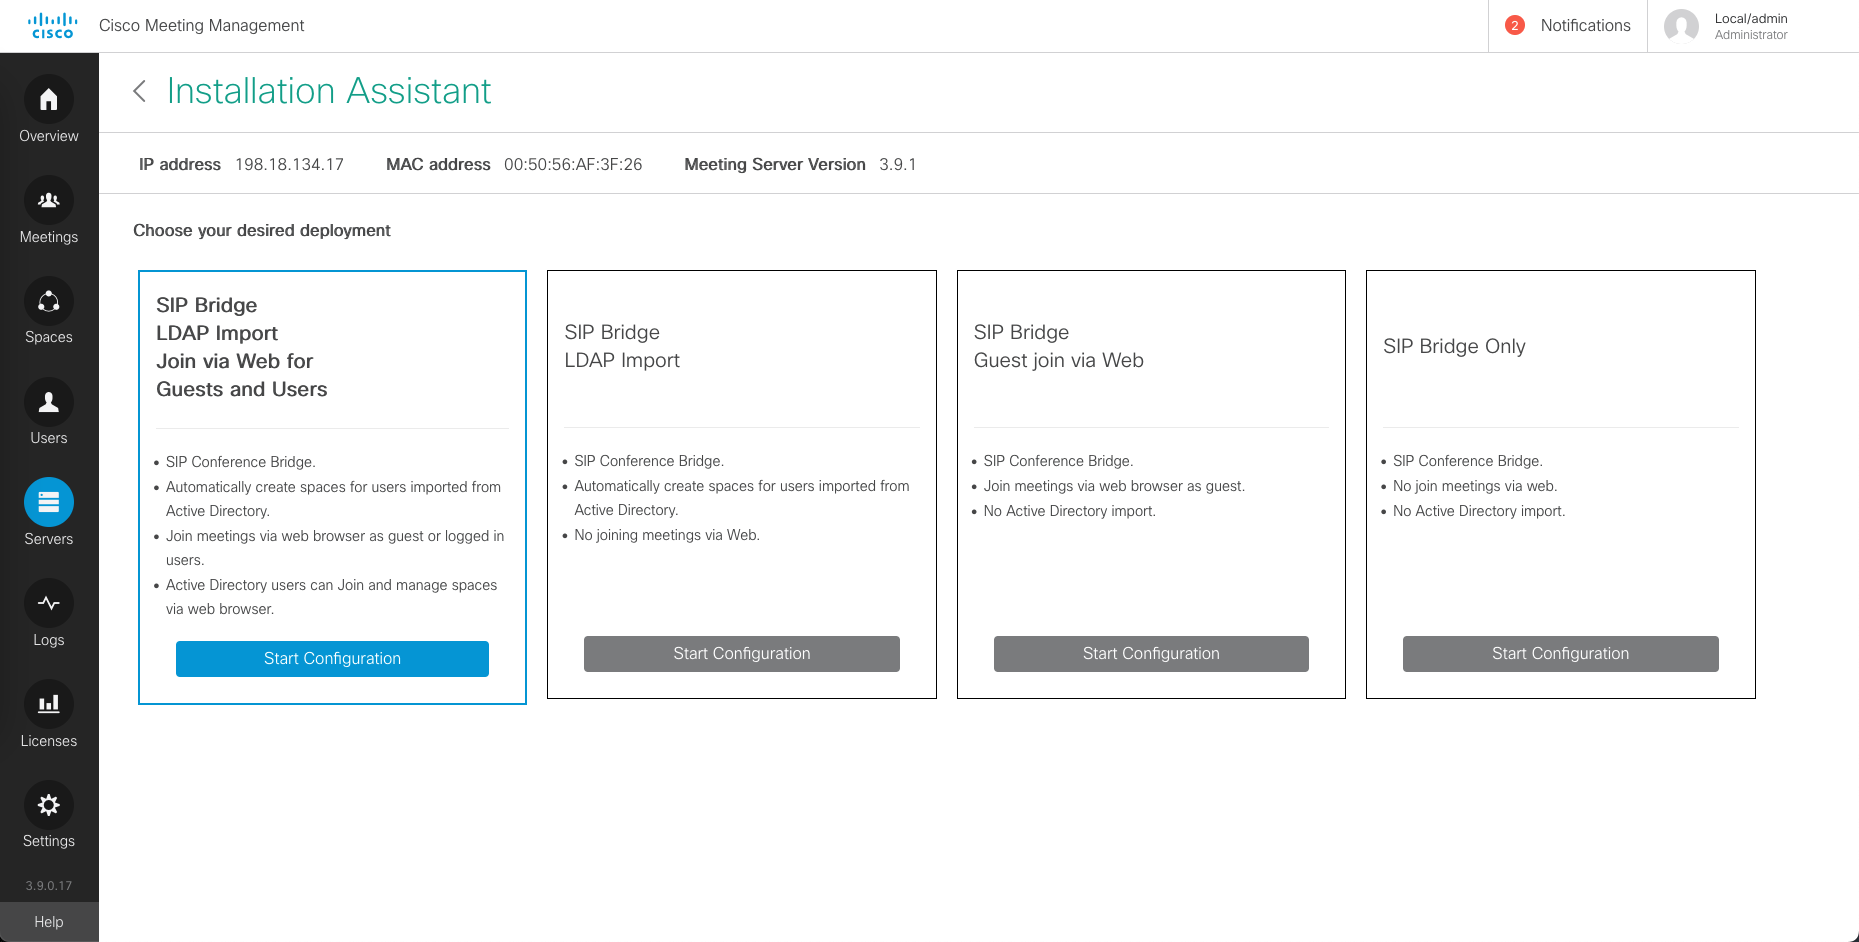 CISCO
Cisco Meeting Management
2
Notifications
Local/admin
Administrator
Installation Assistant
IP address 198.18.134.17 MAC address 00:50:56:AF:3F:26 Meeting Server Version 3.9.1
Choose your desired deployment
SIP Bridge
LDAP Import
Join via Web for
Guests and Users
SIP Conference Bridge.
Automatically create spaces for users imported from
Active Directory.
Join meetings via web browser as guest or logged in
users.
Active Directory users can Join and manage spaces
via web browser.
Start Configuration
SIP Bridge
LDAP Import
SIP Conference Bridge.
Automatically create spaces for users imported from
Active Directory.
No joining meetings via Web.
Start Configuration
SIP Bridge
Guest join via Web
SIP Conference Bridge.
Join meetings via web browser as guest.
No Active Directory import.
Start Configuration
SIP Bridge Only
SIP Conference Bridge.
No join meetings via web.
No Active Directory import.
Start Configuration
Overview
Meetings
Spaces
Users
Servers
Logs
Licenses
Settings
3.9.0.17
Help